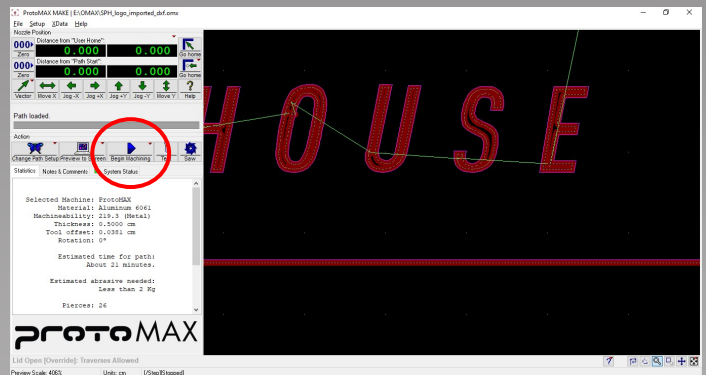 ProtoMAX MAKE | E:\OMAX\SPH_logo_imported_dxf.omx
File Setup XData Help
Nozzle Position
000 Distance from "User Home":
Zero 0.000 0.000 Go home
000 Distance from "Path Start":
Zero 0.000 0.000 Go home
Vector Move X Jog -X Jog +X Jog +Y Jog -Y Move Y Help
Path loaded.
Action
Change Path Setup Preview to Screen Begin Machining Saw
Statistics Notes & Comments System Status
Selected Machine: ProtoMAX
Material: Aluminum 6061
Machineability: 219.3 (Metal)
Thickness: 0.5000 cm
Tool offset: 0.0381 cm
Rotation: 0°
Estimated time for path:
About 21 minutes.
Estimated abrasive needed:
Less than 2 Kg
Pierces: 26
protoMAX
Lid Open [Override]: Traverses Allowed
Preview Scale: 406% Units: cm [/Step][Stopped]
HOUSE